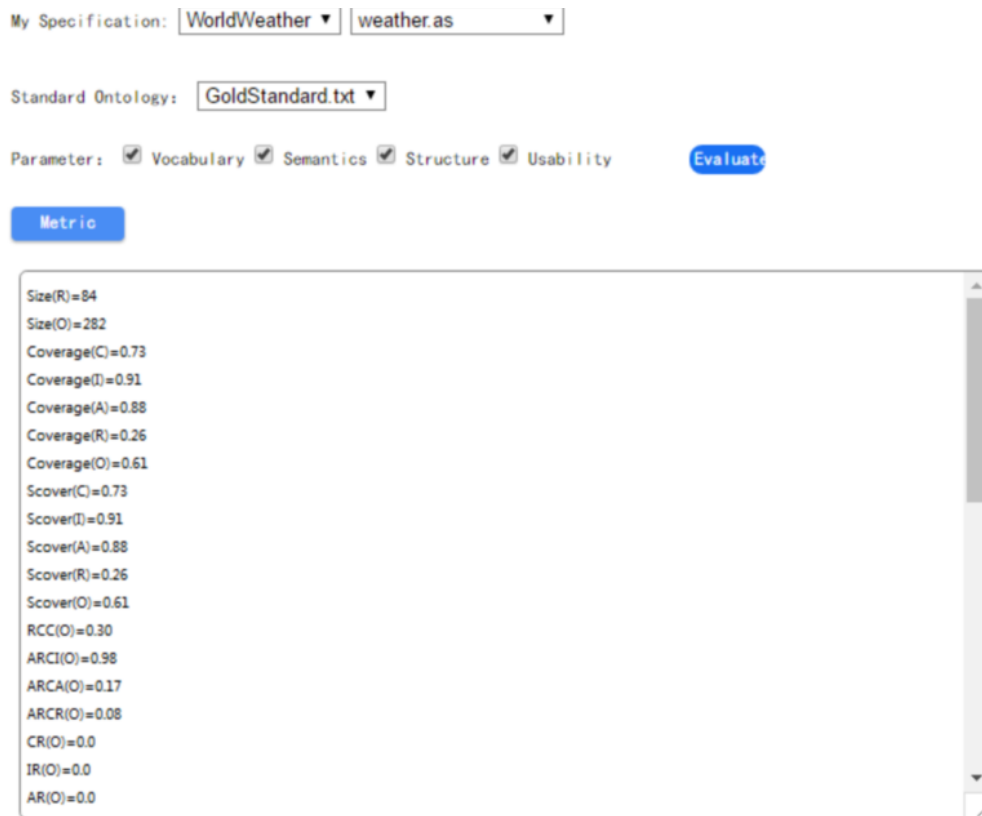 My Specification: WorldWeather ▼ weather.as ▼
Standard Ontology: GoldStandard.txt ▼
Parameter: Vocabulary Semantics Structure Usability Evaluate
Metric
Size(R)=84
Size(O)=282
Coverage(C)=0.73
Coverage(I)=0.91
Coverage(A)=0.88
Coverage(R)=0.26
Coverage(O)=0.61
Scover(C)=0.73
Scover(I)=0.91
Scover(A)=0.88
Scover(R)=0.26
Scover(O)=0.61
RCC(O)=0.30
ARCI(O)=0.98
ARCA(O)=0.17
ARCR(O)=0.08
CR(O)=0.0
IR(O)=0.0
AR(O)=0.0